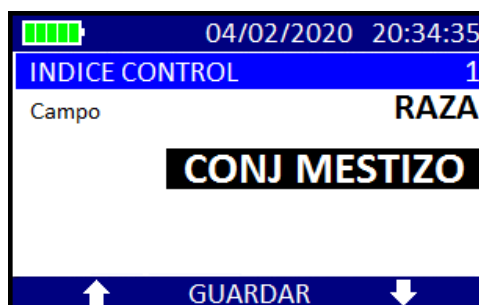 04/02/2020 20:34:35
INDICE CONTROL 1
Campo RAZA
CONJ MESTIZO
GUARDAR